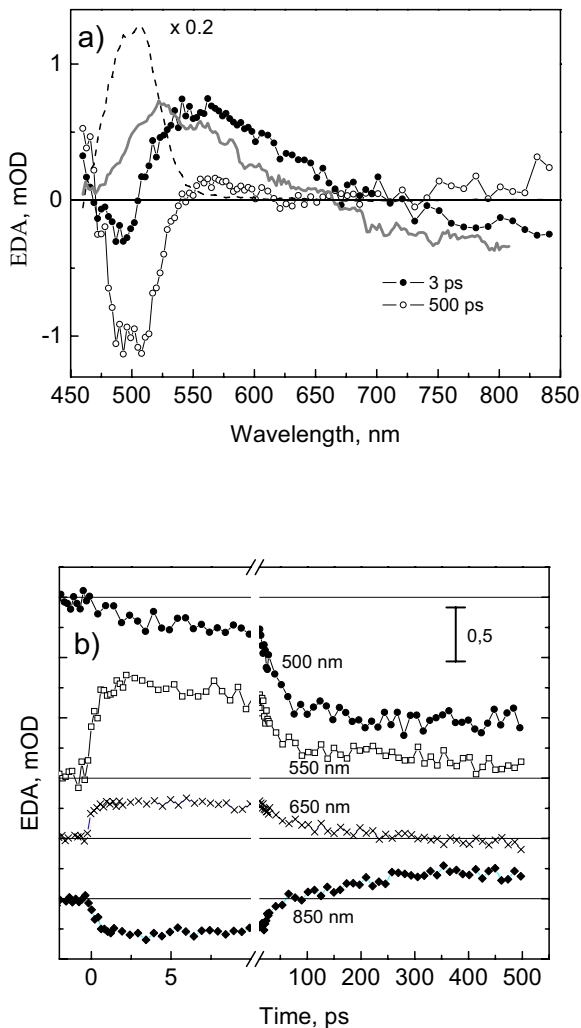 a)
x 0.2
1
0
-1
EDA, mOD
3 ps
500 ps
450 500 550 600 650 700 750 800 850
Wavelength, nm
b)
0,5
500 nm
550 nm
650 nm
850 nm
EDA, mOD
0 5 100 200 300 400 500
Time, ps